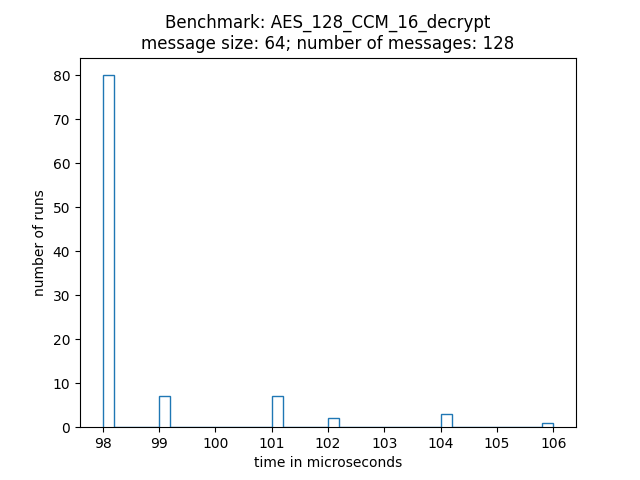 Benchmark: AES_128_CCM_16_decrypt
message size: 64; number of messages: 128
80
70
60
50
40
30
20
10
0
number of runs
98 99 100 101 102 103 104 105 106
time in microseconds